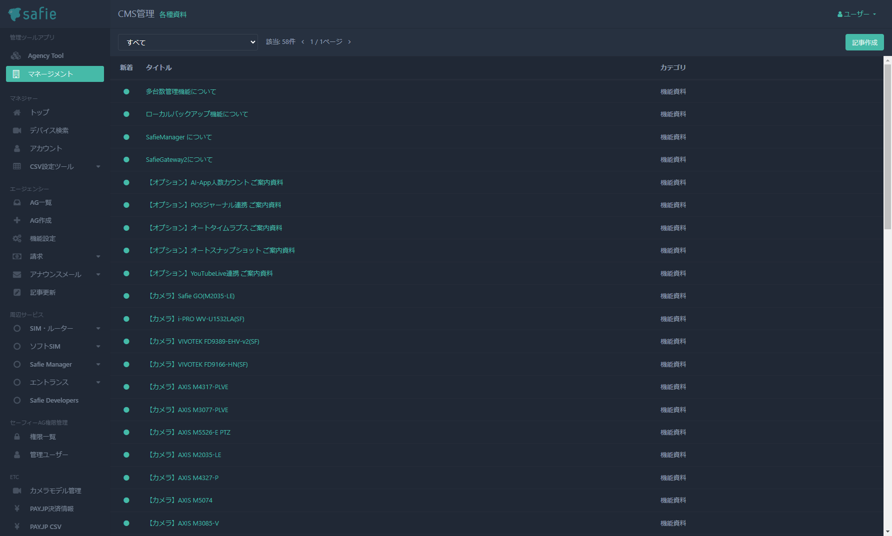 safie
管理ツールアプリ
Agency Tool
マネージメント
マネジャー
トップ
デバイス検索
アカウント
CSV設定ツール
エージェンシー
AG一覧
AG作成
機能設定
請求
アナウンスメール
記事更新
周辺サービス
SIM・ルーター
ソフトSIM
Safie Manager
エントランス
Safie Developers
セーフィーAG権限管理
権限一覧
管理ユーザー
ETC
カメラモデル管理
PAYJP決済情報
PAYJP CSV
CMS管理 各種資料
ユーザー
すべて
該当: 58件 ‹ 1 / 1ページ ›
記事作成
新着 タイトル カテゴリ
多台数管理機能について 機能資料
ローカルバックアップ機能について 機能資料
SafieManager について 機能資料
SafieGateway2について 機能資料
【オプション】AI-App人数カウント ご案内資料 機能資料
【オプション】POSジャーナル連携 ご案内資料 機能資料
【オプション】オートタイムラプス ご案内資料 機能資料
【オプション】オートスナップショット ご案内資料 機能資料
【オプション】YouTubeLive連携 ご案内資料 機能資料
【カメラ】Safie GO(M2035-LE) 機能資料
【カメラ】i-PRO WV-U1532LA(SF) 機能資料
【カメラ】VIVOTEK FD9389-EHV-v2(SF) 機能資料
【カメラ】VIVOTEK FD9166-HN(SF) 機能資料
【カメラ】AXIS M4317-PLVE 機能資料
【カメラ】AXIS M3077-PLVE 機能資料
【カメラ】AXIS M5526-E PTZ 機能資料
【カメラ】AXIS M2035-LE 機能資料
【カメラ】AXIS M4327-P 機能資料
【カメラ】AXIS M5074 機能資料
【カメラ】AXIS M3085-V 機能資料